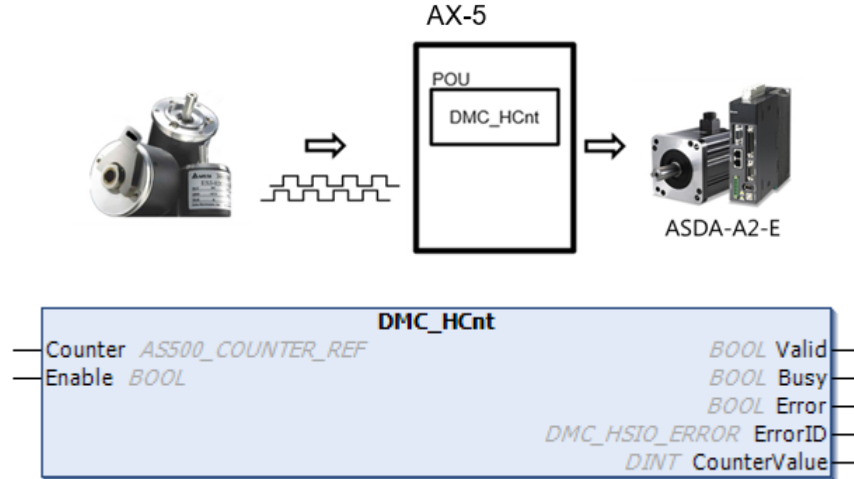 AX-5
POU
DMC_HCnt
ASDA-A2-E
DMC_HCnt
Counter AS500_COUNTER_REF
BOOL Valid
Enable BOOL
BOOL Busy
BOOL Error
DMC_HSIO_ERROR ErrorID
DINT CounterValue